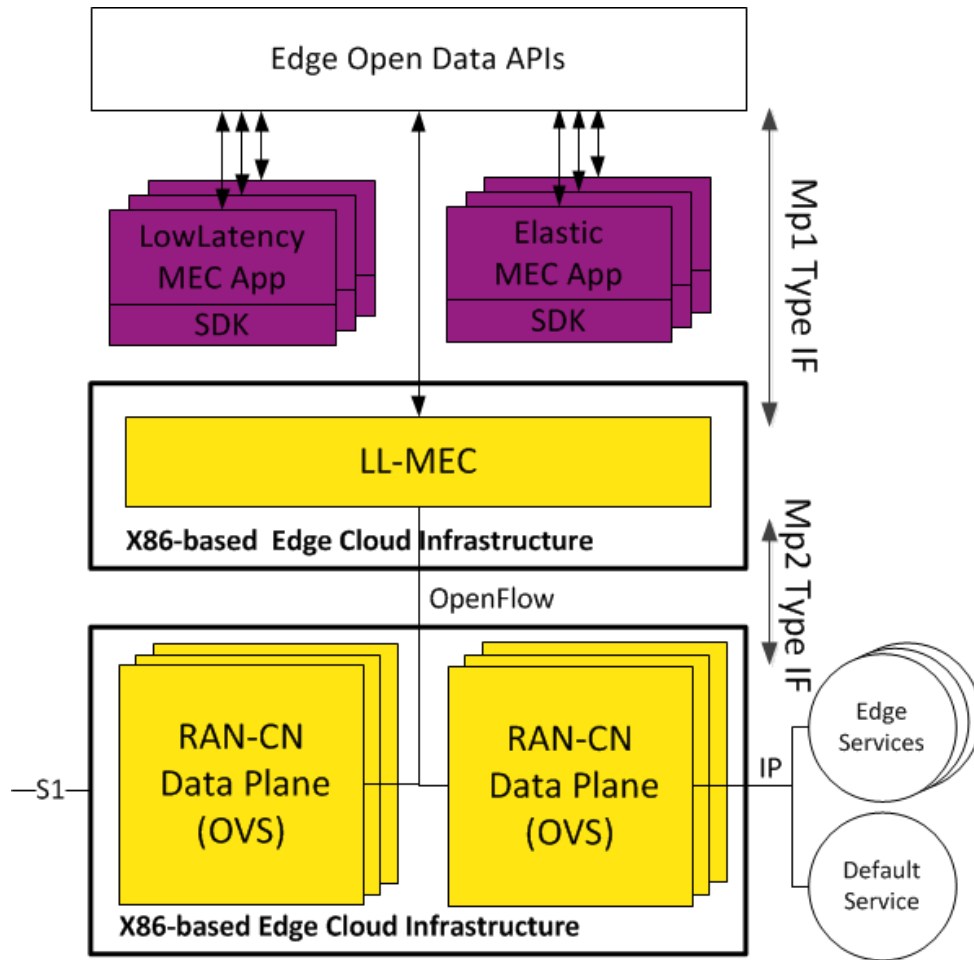 Edge Open Data APIs
LowLatency
MEC App
SDK
Elastic
MEC App
SDK
Mp1 Type IF
LL-MEC
X86-based  Edge Cloud Infrastructure
Mp2 Type IF
OpenFlow
RAN-CN
Data Plane
(OVS)
RAN-CN
Data Plane
(OVS)
S1
IP
Edge
Services
Default
Service
X86-based Edge Cloud Infrastructure